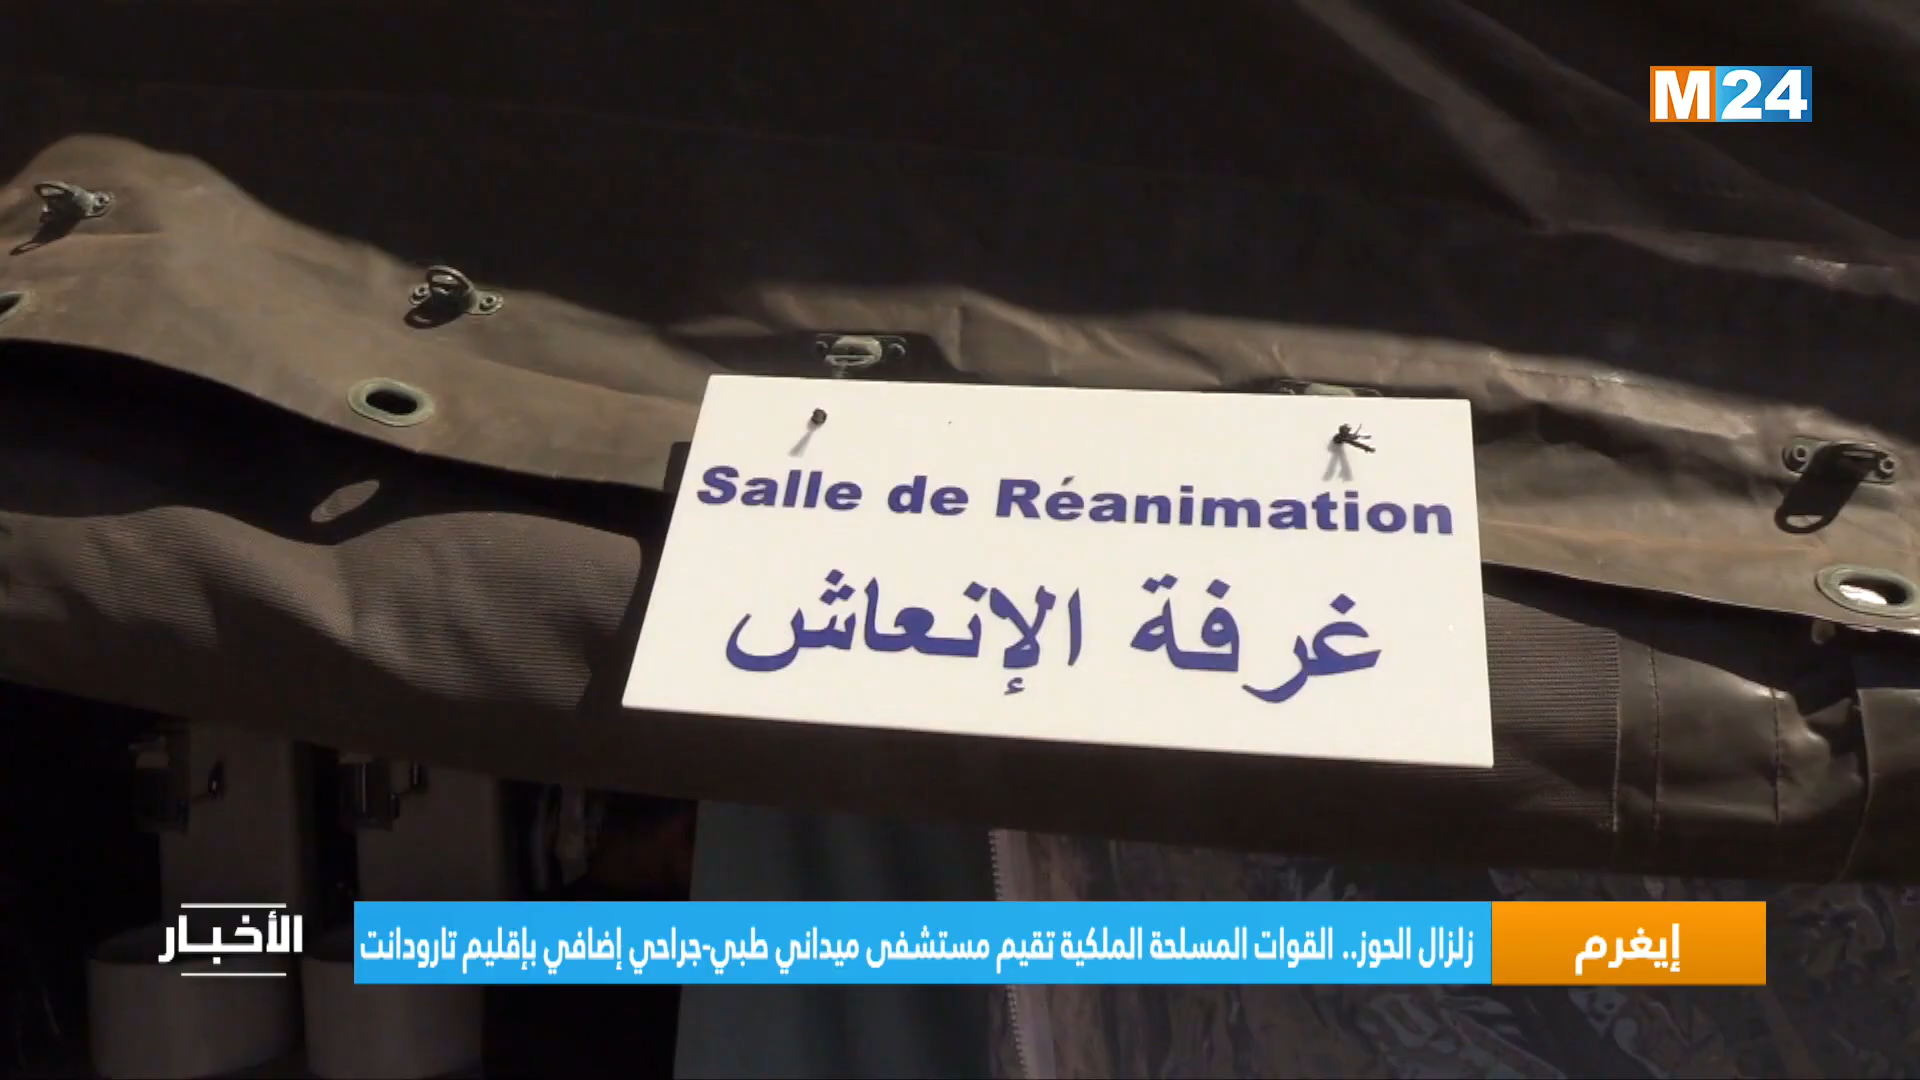 M24
Salle de Réanimation
غرفة الإنعاش
إيغرم
زلزال الحوز.. القوات المسلحة الملكية تقيم مستشفى ميداني طبي-جراحي إضافي بإقليم تارودانت
الأخبار